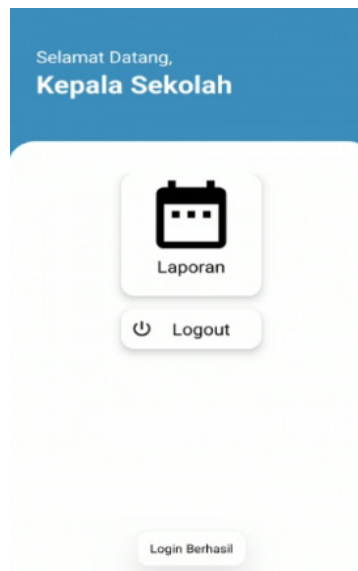 Selamat Datang,
Kepala Sekolah
Laporan
Logout
Login Berhasil